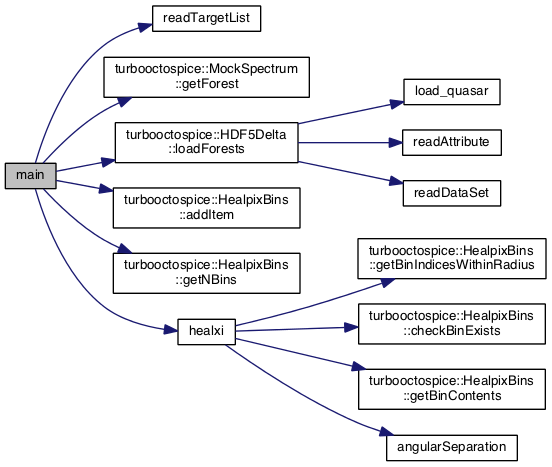 readTargetList
turbooctospice::MockSpectrum
::getForest
load_quasar
turbooctospice::HDF5Delta
::loadForests
readAttribute
main
readDataSet
turbooctospice::HealpixBins
::addItem
turbooctospice::HealpixBins
::getNBins
turbooctospice::HealpixBins
::getBinIndicesWithinRadius
healxi
turbooctospice::HealpixBins
::checkBinExists
turbooctospice::HealpixBins
::getBinContents
angularSeparation